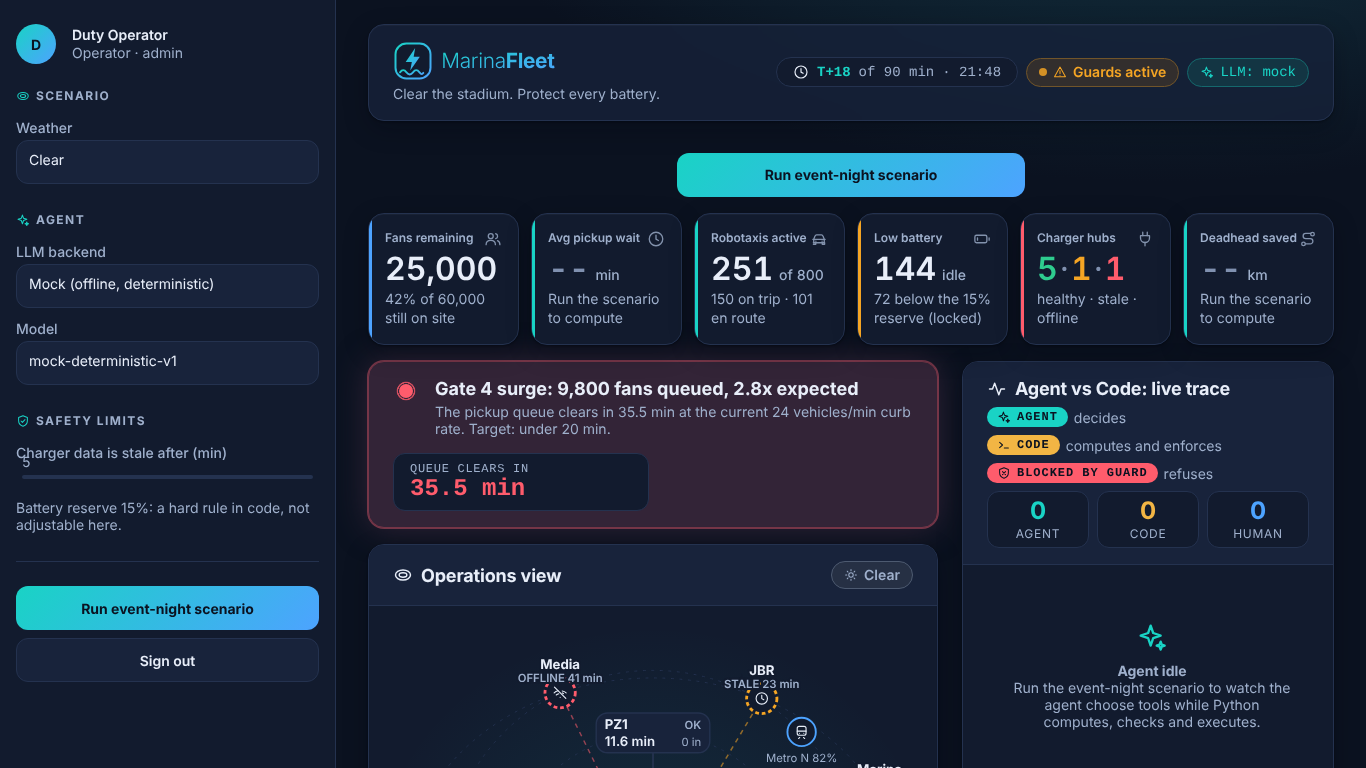 D
Duty Operator
Operator · admin
SCENARIO
Weather
Clear
AGENT
LLM backend
Mock (offline, deterministic)
Model
mock-deterministic-v1
SAFETY LIMITS
Charger data is stale after (min)
5
Battery reserve 15%: a hard rule in code, not
adjustable here.
Run event-night scenario
Sign out
MarinaFleet
Clear the stadium. Protect every battery.
T+18 of 90 min · 21:48
Guards active
LLM: mock
Run event-night scenario
Fans remaining
25,000
42% of 60,000
still on site
Avg pickup wait
-- min
Run the scenario
to compute
Robotaxis active
251 of 800
150 on trip · 101
en route
Low battery
144 idle
72 below the 15%
reserve (locked)
Charger hubs
5·1·1
healthy · stale ·
offline
Deadhead saved
-- km
Run the scenario
to compute
Gate 4 surge: 9,800 fans queued, 2.8x expected
The pickup queue clears in 35.5 min at the current 24 vehicles/min curb
rate. Target: under 20 min.
QUEUE CLEARS IN
35.5 min
Operations view
Clear
Media
OFFLINE 41 min
JBR
STALE 23 min
PZ1 OK
11.6 min 0 in
Metro N 82%
Marina
Agent vs Code: live trace
AGENT decides
CODE computes and enforces
BLOCKED BY GUARD refuses
0
AGENT
0
CODE
0
HUMAN
Agent idle
Run the event-night scenario to watch the
agent choose tools while Python
computes, checks and executes.